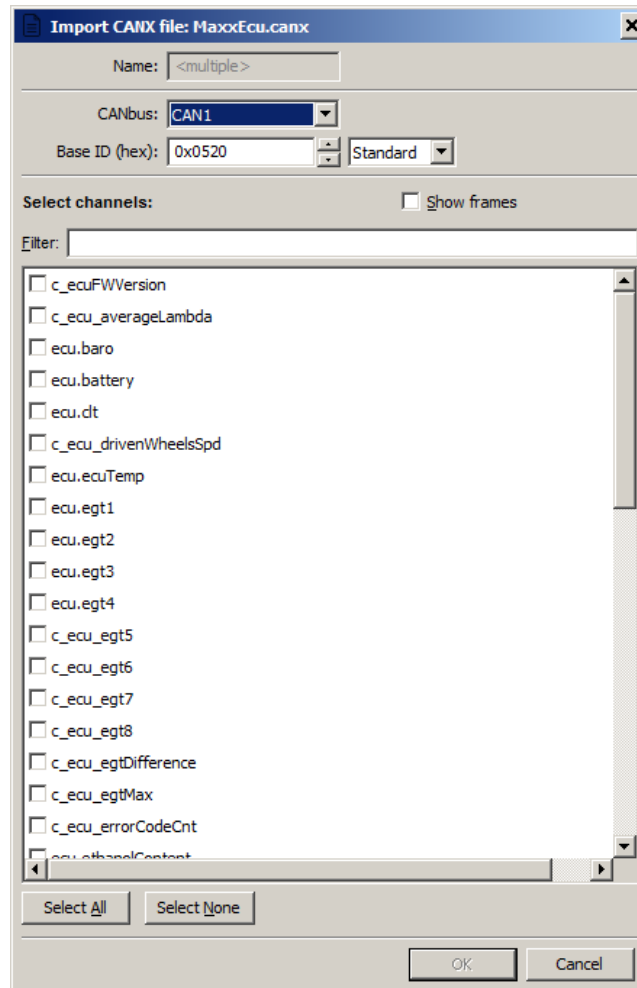 Import CANX file: MaxxEcu.canx
Name: <multiple>
CANbus: CAN1
Base ID (hex): 0x0520 Standard
Select channels: Show frames
Filter:
c_ecuFWVersion
c_ecu_averageLambda
ecu.baro
ecu.battery
ecu.clt
c_ecu_drivenWheelsSpd
ecu.ecuTemp
ecu.egt1
ecu.egt2
ecu.egt3
ecu.egt4
c_ecu_egt5
c_ecu_egt6
c_ecu_egt7
c_ecu_egt8
c_ecu_egtDifference
c_ecu_egtMax
c_ecu_errorCodeCnt
ecu.ethanolContent
Select All Select None
OK Cancel